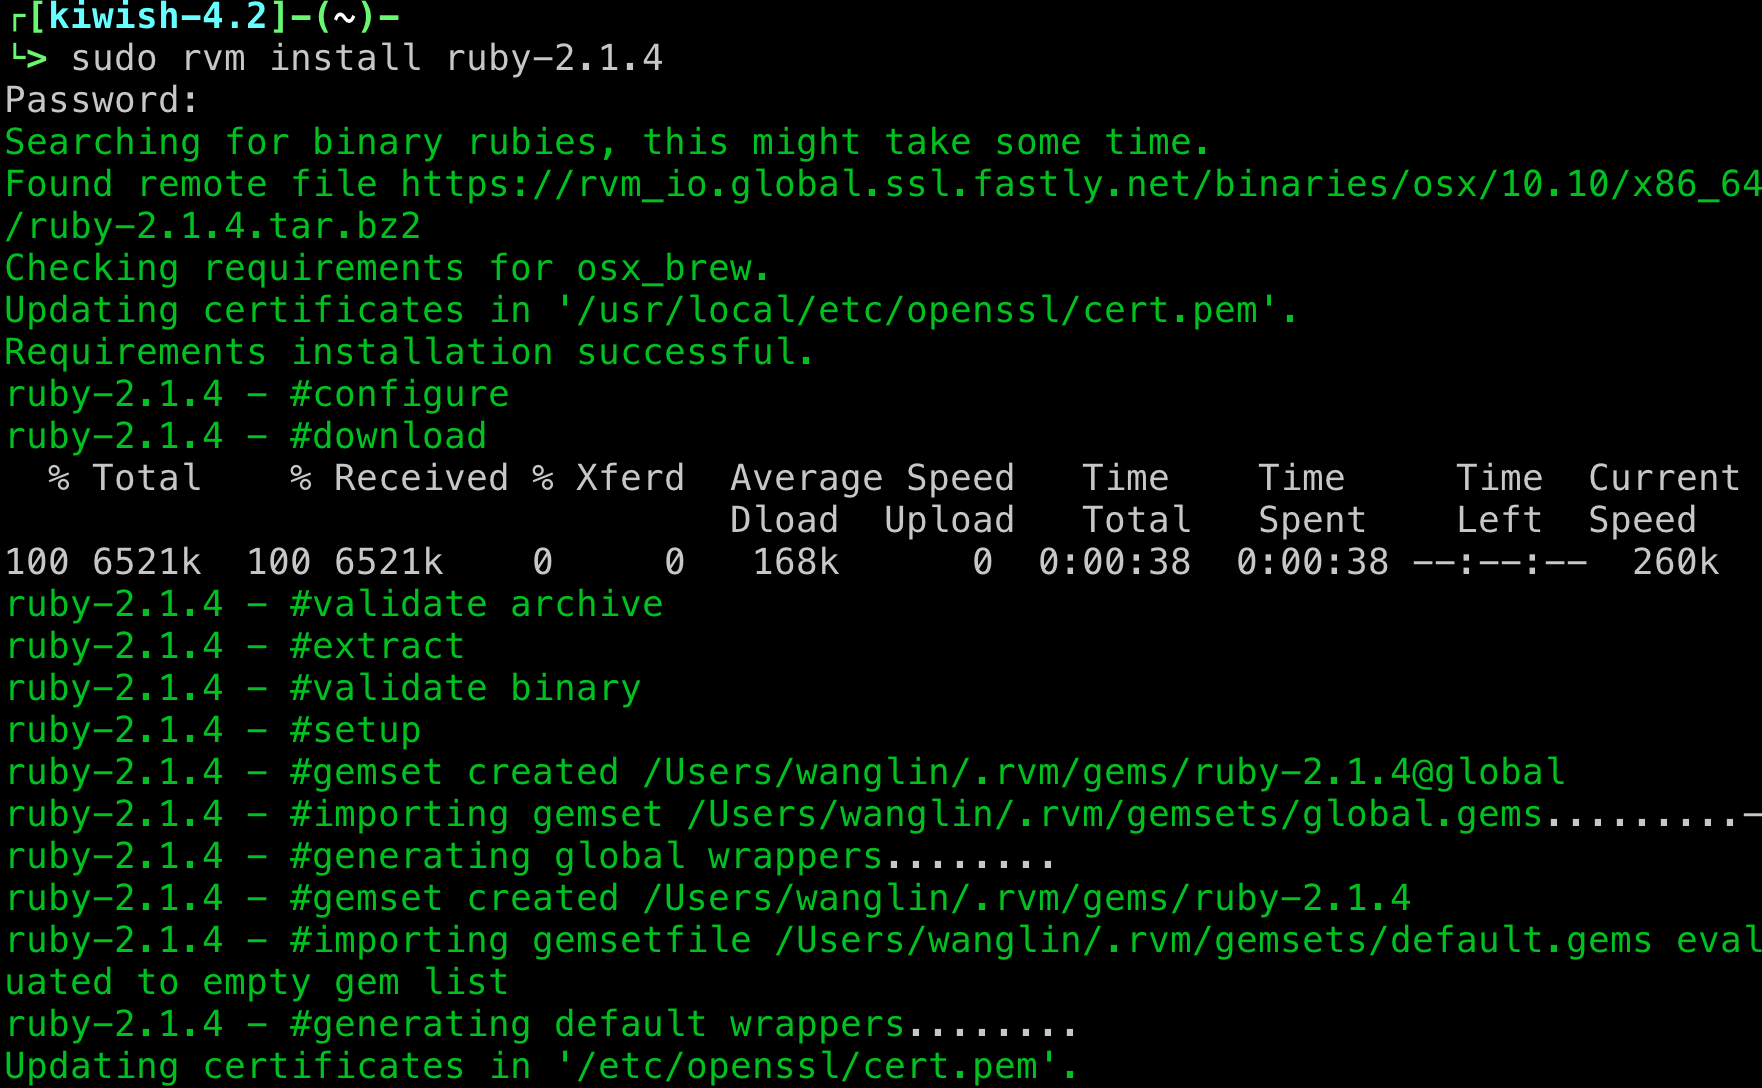 ┌[kiwish-4.2]-(~)-
└> sudo rvm install ruby-2.1.4
Password:
Searching for binary rubies, this might take some time.
Found remote file https://rvm_io.global.ssl.fastly.net/binaries/osx/10.10/x86_64
/ruby-2.1.4.tar.bz2
Checking requirements for osx_brew.
Updating certificates in '/usr/local/etc/openssl/cert.pem'.
Requirements installation successful.
ruby-2.1.4 - #configure
ruby-2.1.4 - #download
  % Total    % Received % Xferd  Average Speed   Time    Time     Time  Current
                                 Dload  Upload   Total   Spent    Left  Speed
100 6521k  100 6521k    0     0   168k      0  0:00:38  0:00:38 --:--:--  260k
ruby-2.1.4 - #validate archive
ruby-2.1.4 - #extract
ruby-2.1.4 - #validate binary
ruby-2.1.4 - #setup
ruby-2.1.4 - #gemset created /Users/wanglin/.rvm/gems/ruby-2.1.4@global
ruby-2.1.4 - #importing gemset /Users/wanglin/.rvm/gemsets/global.gems.........-
ruby-2.1.4 - #generating global wrappers........
ruby-2.1.4 - #gemset created /Users/wanglin/.rvm/gems/ruby-2.1.4
ruby-2.1.4 - #importing gemsetfile /Users/wanglin/.rvm/gemsets/default.gems eval
uated to empty gem list
ruby-2.1.4 - #generating default wrappers........
Updating certificates in '/etc/openssl/cert.pem'.